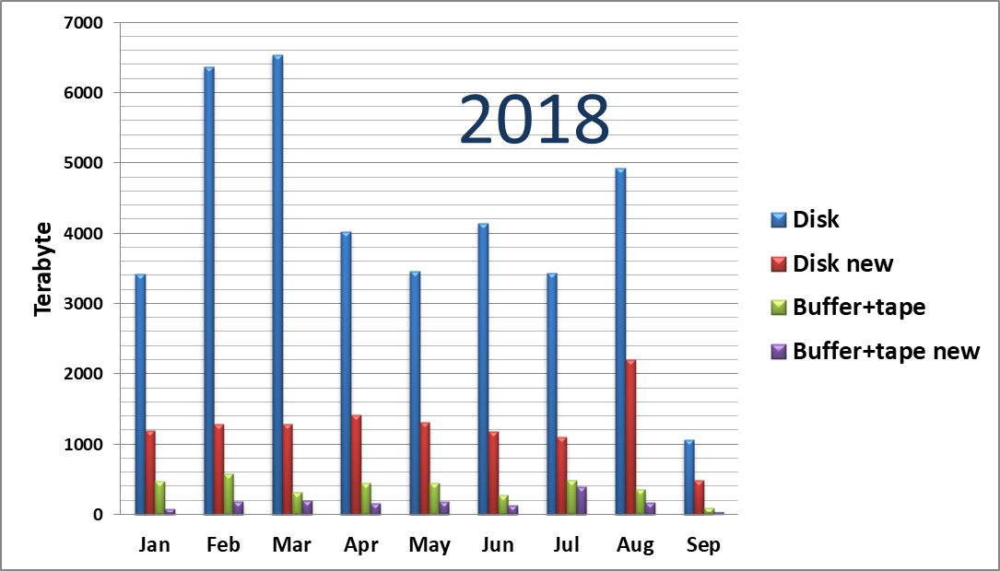 7000
6000
5000
4000
3000
2000
1000
0
Terabyte
2018
Jan Feb Mar Apr May Jun Jul Aug Sep
Disk
Disk new
Buffer+tape
Buffer+tape new